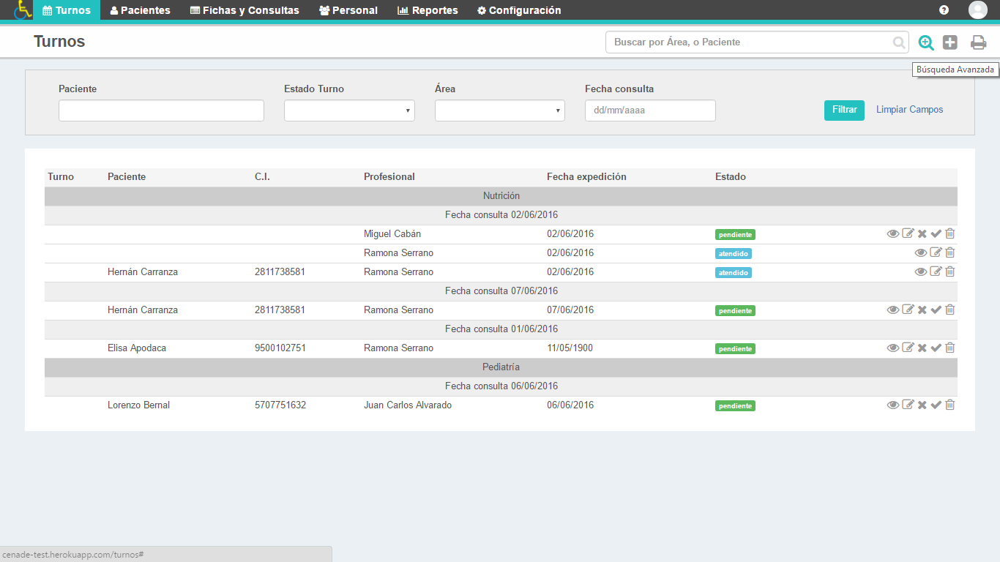 Turnos Pacientes Fichas y Consultas Personal Reportes Configuración
Turnos
Buscar por Área, o Paciente
Búsqueda Avanzada
Paciente Estado Turno Área Fecha consulta
dd/mm/aaaa Filtrar Limpiar Campos
Turno Paciente C.I. Profesional Fecha expedición Estado
Nutrición
Fecha consulta 02/06/2016
Miguel Cabán 02/06/2016 pendiente
Ramona Serrano 02/06/2016 atendido
Hernán Carranza 2811738581 Ramona Serrano 02/06/2016 atendido
Fecha consulta 07/06/2016
Hernán Carranza 2811738581 Ramona Serrano 07/06/2016 pendiente
Fecha consulta 01/06/2016
Elisa Apodaca 9500102751 Ramona Serrano 11/05/1900 pendiente
Pediatría
Fecha consulta 06/06/2016
Lorenzo Bernal 5707751632 Juan Carlos Alvarado 06/06/2016 pendiente
cenade-test.herokuapp.com/turnos#